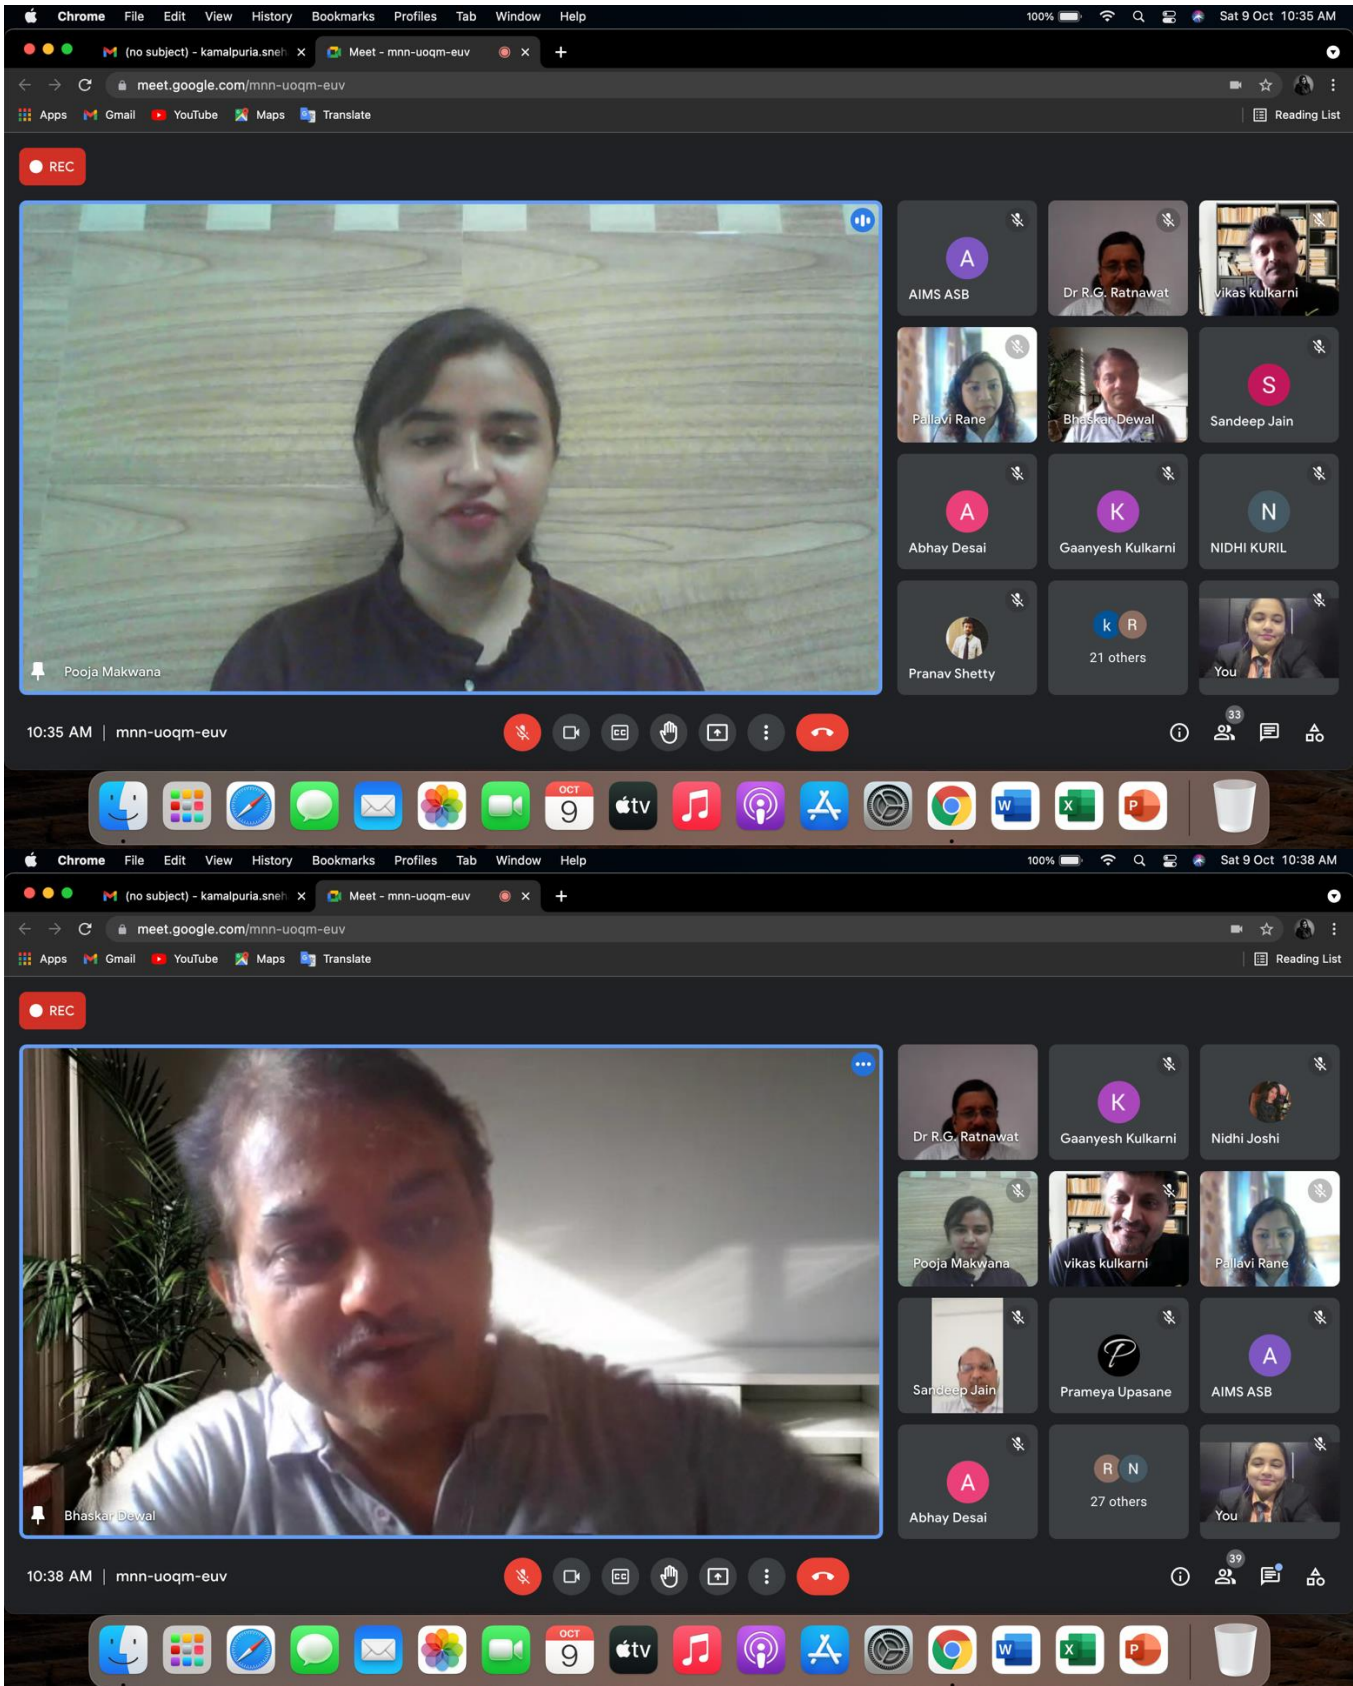 Chrome File Edit View History Bookmarks Profiles Tab Window Help 100% Sat 9 Oct 10:35 AM
(no subject) - kamalpuria.sneh Meet - mnn-uoqm-euv
meet.google.com/mnn-uoqm-euv
Apps Gmail YouTube Maps Translate Reading List
REC
A
AIMS ASB
Dr R.G. Ratnawat
vikas kulkarni
Pallavi Rane
Bhaskar Dewal
S
Sandeep Jain
A
Abhay Desai
K
Gaanyesh Kulkarni
N
NIDHI KURIL
Pranav Shetty
k R
21 others
You
Pooja Makwana
10:35 AM | mnn-uoqm-euv
CC
33
OCT
9
tv
W
X
P
Chrome File Edit View History Bookmarks Profiles Tab Window Help 100% Sat 9 Oct 10:38 AM
(no subject) - kamalpuria.sneh Meet - mnn-uoqm-euv
meet.google.com/mnn-uoqm-euv
Apps Gmail YouTube Maps Translate Reading List
REC
Dr R.G. Ratnawat
K
Gaanyesh Kulkarni
Nidhi Joshi
Pooja Makwana
vikas kulkarni
Pallavi Rane
Sandeep Jain
P
Prameya Upasane
A
AIMS ASB
A
Abhay Desai
R N
27 others
You
Bhaskar Dewal
10:38 AM | mnn-uoqm-euv
CC
39
OCT
9
tv
W
X
P